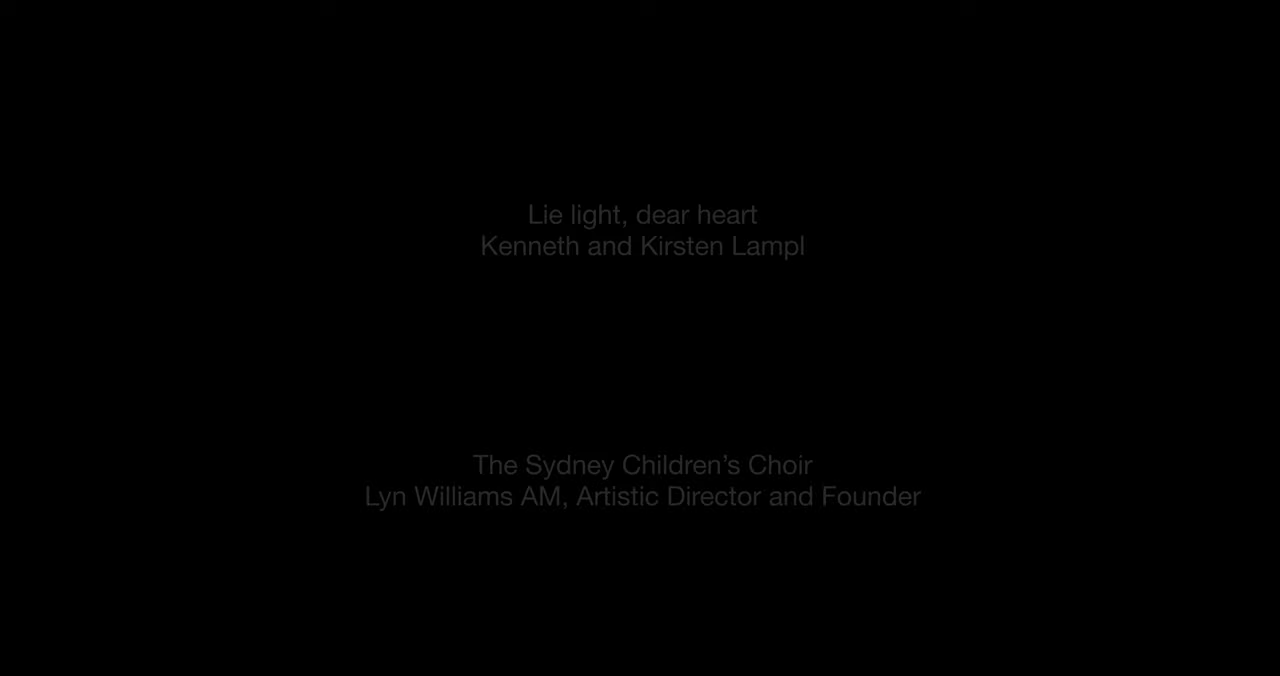 Lie light, dear heart
Kenneth and Kirsten Lampl
The Sydney Children’s Choir
Lyn Williams AM, Artistic Director and Founder